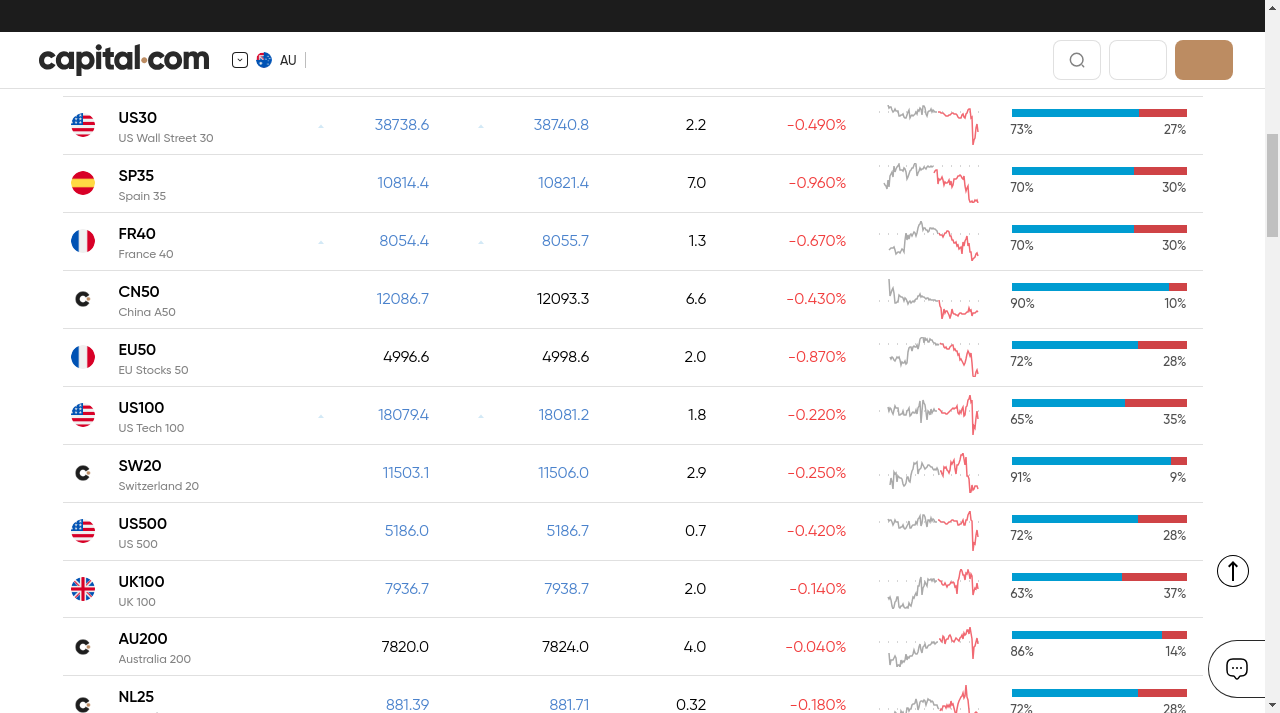 capital.com AU
US30 38738.6 38740.8 2.2 -0.490%
US Wall Street 30 73% 27%
SP35 10814.4 10821.4 7.0 -0.960%
Spain 35 70% 30%
FR40 8054.4 8055.7 1.3 -0.670%
France 40 70% 30%
CN50 12086.7 12093.3 6.6 -0.430%
China A50 90% 10%
EU50 4996.6 4998.6 2.0 -0.870%
EU Stocks 50 72% 28%
US100 18079.4 18081.2 1.8 -0.220%
US Tech 100 65% 35%
SW20 11503.1 11506.0 2.9 -0.250%
Switzerland 20 91% 9%
US500 5186.0 5186.7 0.7 -0.420%
US 500 72% 28%
UK100 7936.7 7938.7 2.0 -0.140%
UK 100 63% 37%
AU200 7820.0 7824.0 4.0 -0.040%
Australia 200 86% 14%
NL25 881.39 881.71 0.32 -0.180%
72% 28%